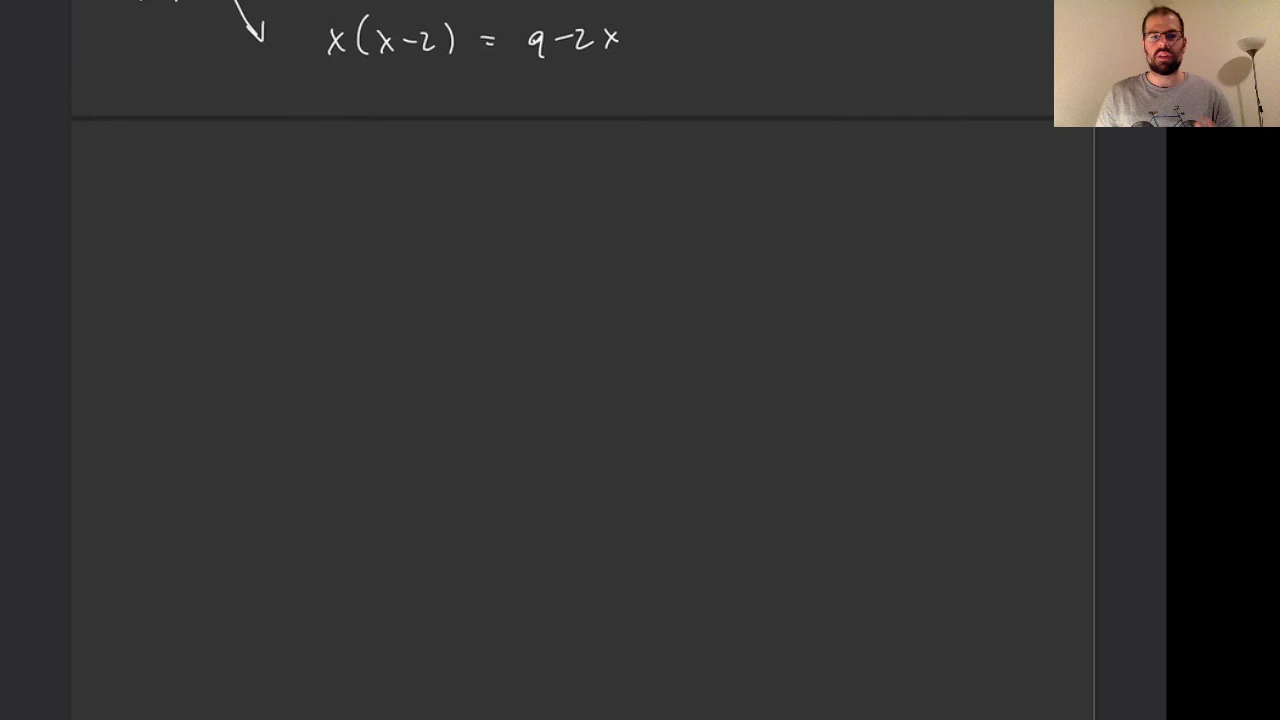 x(x-2) = 9-2x